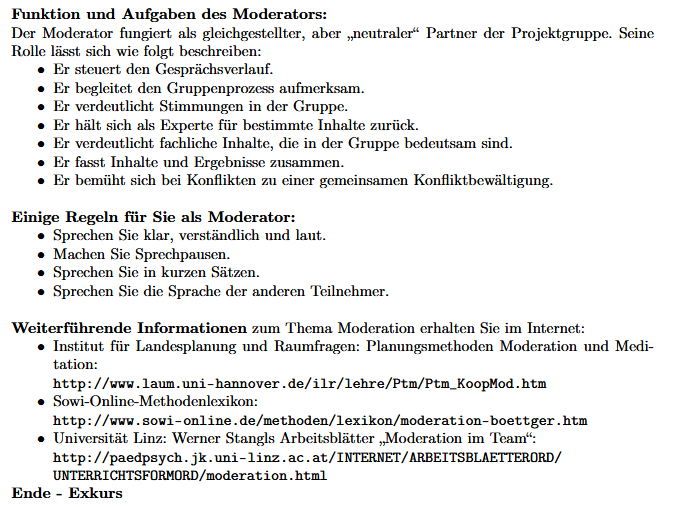 Funktion und Aufgaben des Moderators:
Der Moderator fungiert als gleichgestellter, aber „neutraler“ Partner der Projektgruppe. Seine
Rolle lässt sich wie folgt beschreiben:
• Er steuert den Gesprächsverlauf.
• Er begleitet den Gruppenprozess aufmerksam.
• Er verdeutlicht Stimmungen in der Gruppe.
• Er hält sich als Experte für bestimmte Inhalte zurück.
• Er verdeutlicht fachliche Inhalte, die in der Gruppe bedeutsam sind.
• Er fasst Inhalte und Ergebnisse zusammen.
• Er bemüht sich bei Konflikten zu einer gemeinsamen Konfliktbewältigung.
Einige Regeln für Sie als Moderator:
• Sprechen Sie klar, verständlich und laut.
• Machen Sie Sprechpausen.
• Sprechen Sie in kurzen Sätzen.
• Sprechen Sie die Sprache der anderen Teilnehmer.
Weiterführende Informationen zum Thema Moderation erhalten Sie im Internet:
• Institut für Landesplanung und Raumfragen: Planungsmethoden Moderation und Medi-
tation:
http://www.laum.uni-hannover.de/ilr/lehre/Ptm/Ptm_KoopMod.htm
• Sowi-Online-Methodenlexikon:
http://www.sowi-online.de/methoden/lexikon/moderation-boettger.htm
• Universität Linz: Werner Stangls Arbeitsblätter „Moderation im Team“:
http://paedpsych.jk.uni-linz.ac.at/INTERNET/ARBEITSBLAETTERORD/
UNTERRICHTSFORMORD/moderation.html
Ende - Exkurs